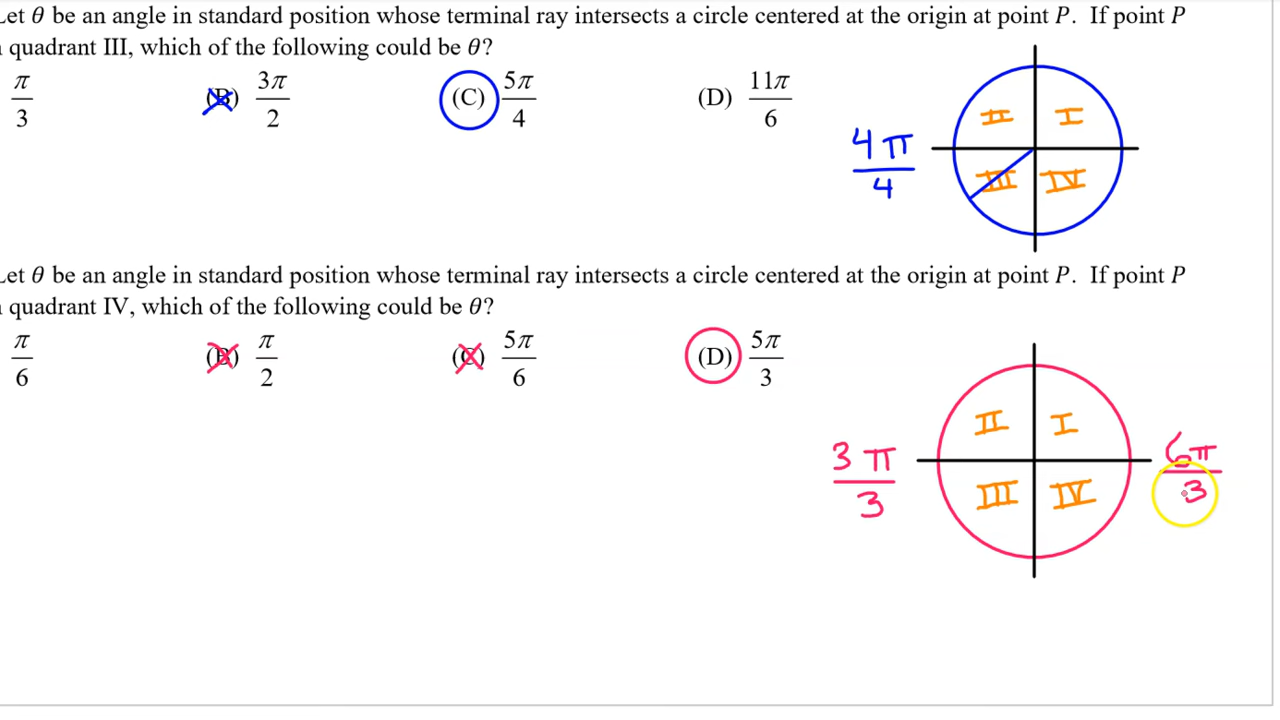 Let θ be an angle in standard position whose terminal ray intersects a circle centered at the origin at point P. If point P
quadrant III, which of the following could be θ?
π/3 (B) 3π/2 (C) 5π/4 (D) 11π/6
II I
4π/4
III IV
Let θ be an angle in standard position whose terminal ray intersects a circle centered at the origin at point P. If point P
quadrant IV, which of the following could be θ?
π/6 (B) π/2 (C) 5π/6 (D) 5π/3
II I
3π/3 6π/3
III IV